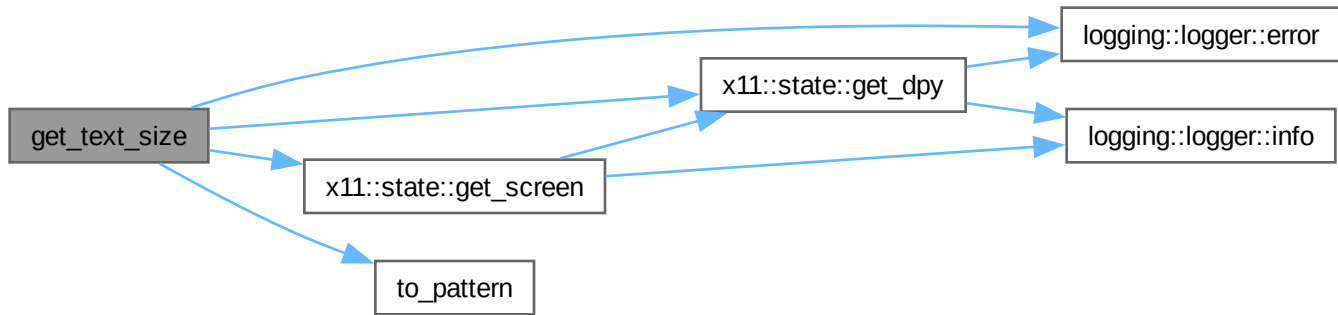 logging::logger::error
x11::state::get_dpy
get_text_size
logging::logger::info
x11::state::get_screen
to_pattern